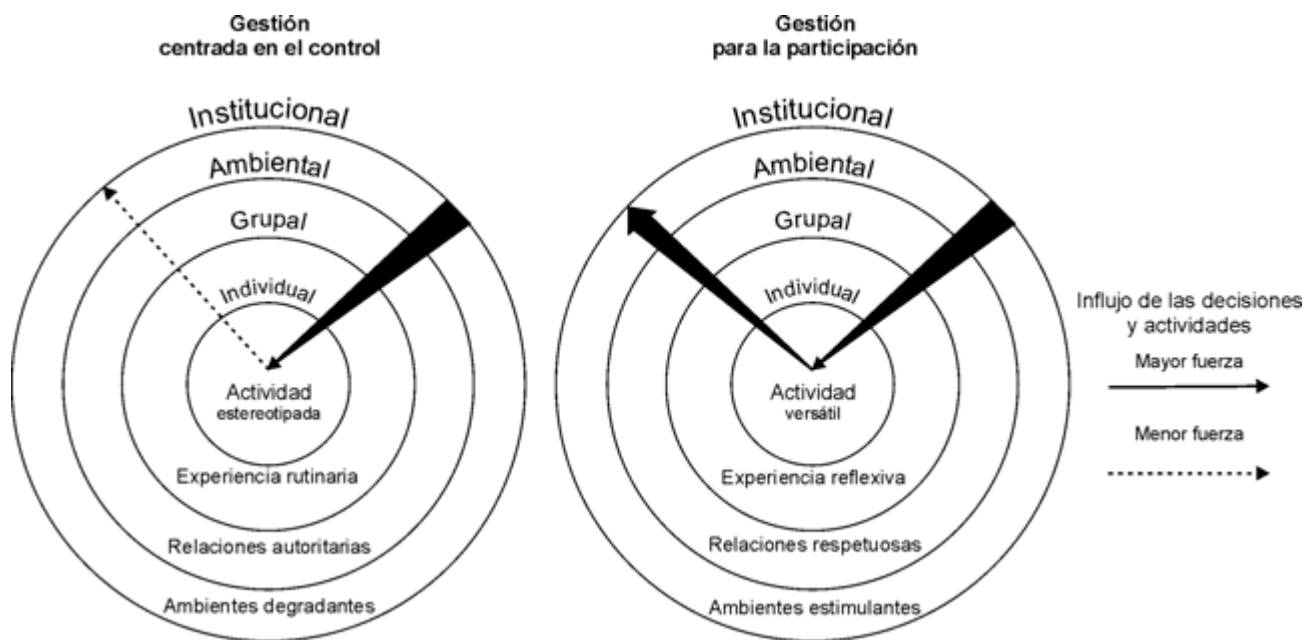 Gestión
centrada en el control
Institucional
Ambiental
Grupal
Individual
Actividad
estereotipada
Experiencia rutinaria
Relaciones autoritarias
Ambientes degradantes
Gestión
para la participación
Institucional
Ambiental
Grupal
Individual
Actividad
versátil
Experiencia reflexiva
Relaciones respetuosas
Ambientes estimulantes
Influjo de las decisiones
y actividades
Mayor fuerza
Menor fuerza